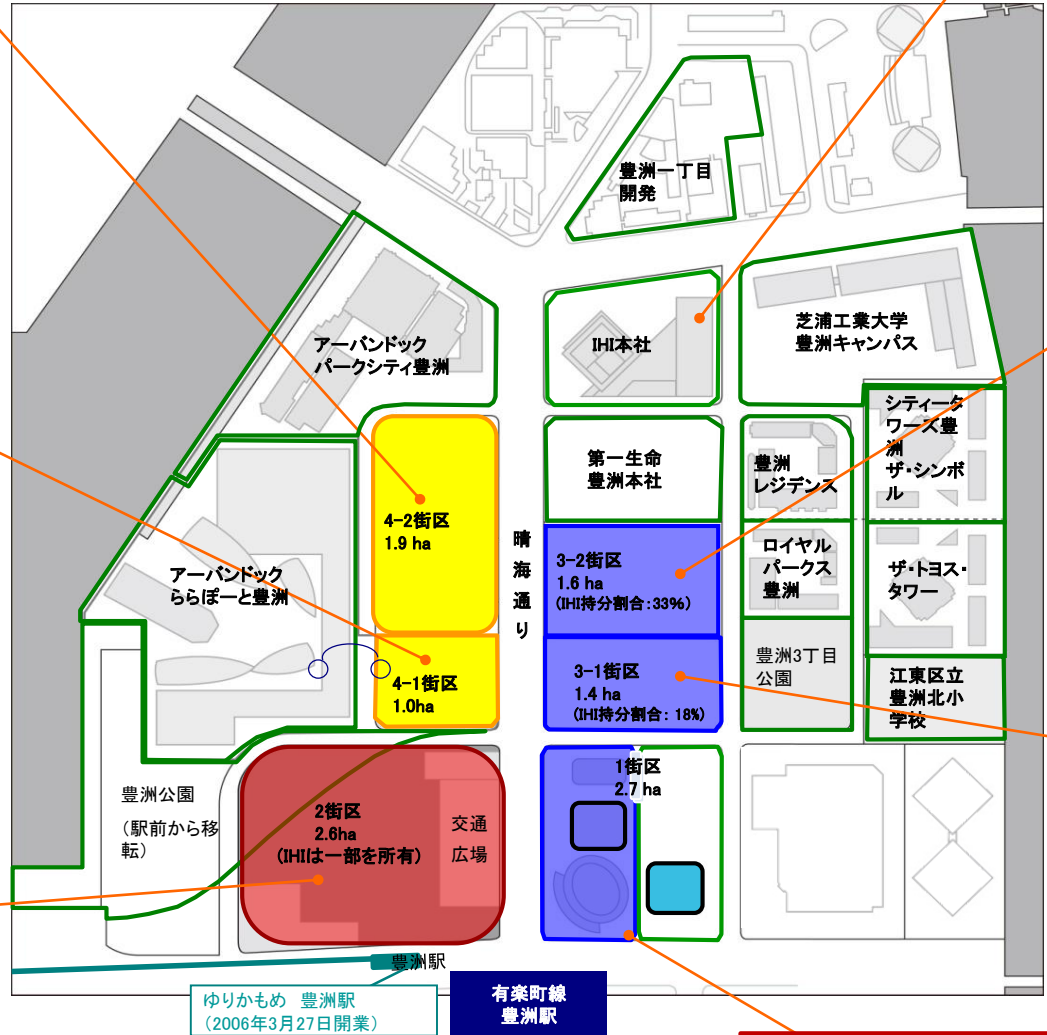 豊洲一丁目
開発
アーバンドック
パークシティ豊洲
IHI本社
芝浦工業大学
豊洲キャンパス
シティータ
ワーズ豊
洲
ザ・シンボ
ル
第一生命
豊洲本社
豊洲
レジデンス
4-2街区
1.9 ha
晴海通り
3-2街区
1.6 ha
(IHI持分割合:33%)
ロイヤル
パークス
豊洲
ザ・トヨス・
タワー
アーバンドック
ららぽーと豊洲
4-1街区
1.0ha
3-1街区
1.4 ha
(IHI持分割合: 18%)
豊洲3丁目
公園
江東区立
豊洲北小
学校
豊洲公園
(駅前から移
転)
2街区
2.6ha
(IHIは一部を所有)
交通
広場
1街区
2.7 ha
豊洲駅
ゆりかもめ 豊洲駅
(2006年3月27日開業)
有楽町線
豊洲駅